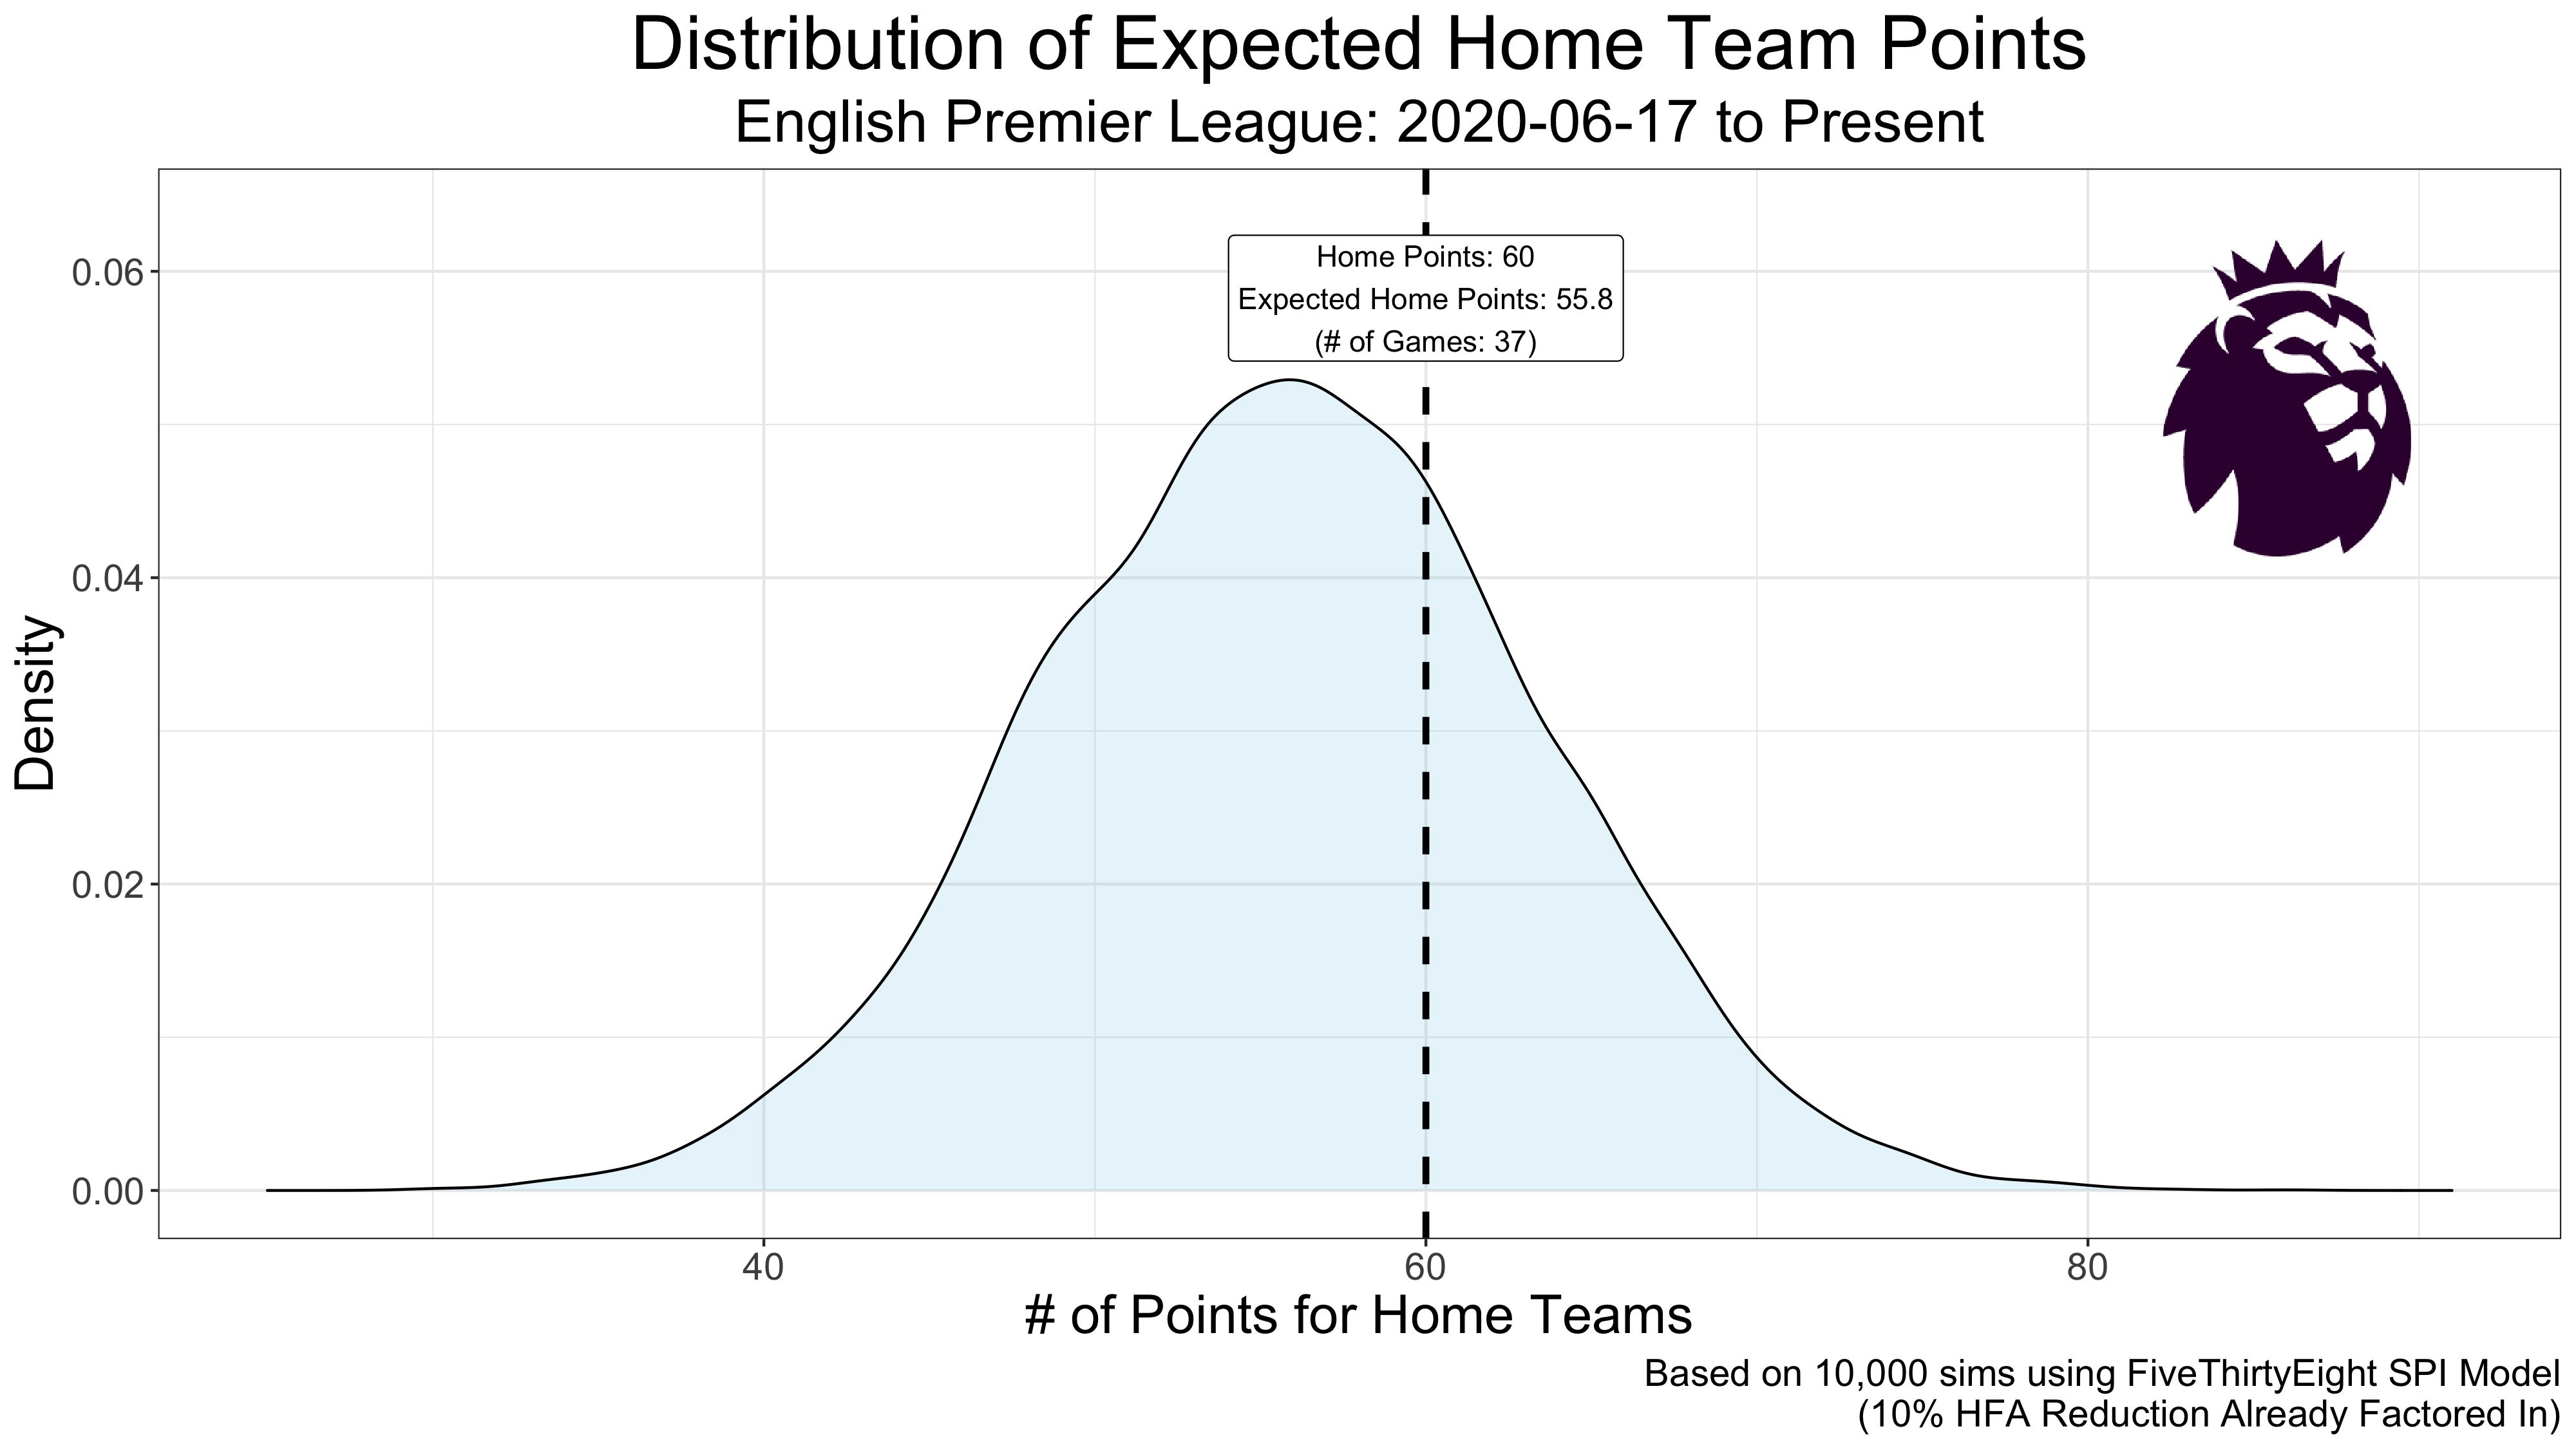 Distribution of Expected Home Team Points
English Premier League: 2020-06-17 to Present
Home Points: 60
Expected Home Points: 55.8
(# of Games: 37)
0.06
0.04
0.02
0.00
Density
40 60 80
# of Points for Home Teams
Based on 10,000 sims using FiveThirtyEight SPI Model
(10% HFA Reduction Already Factored In)